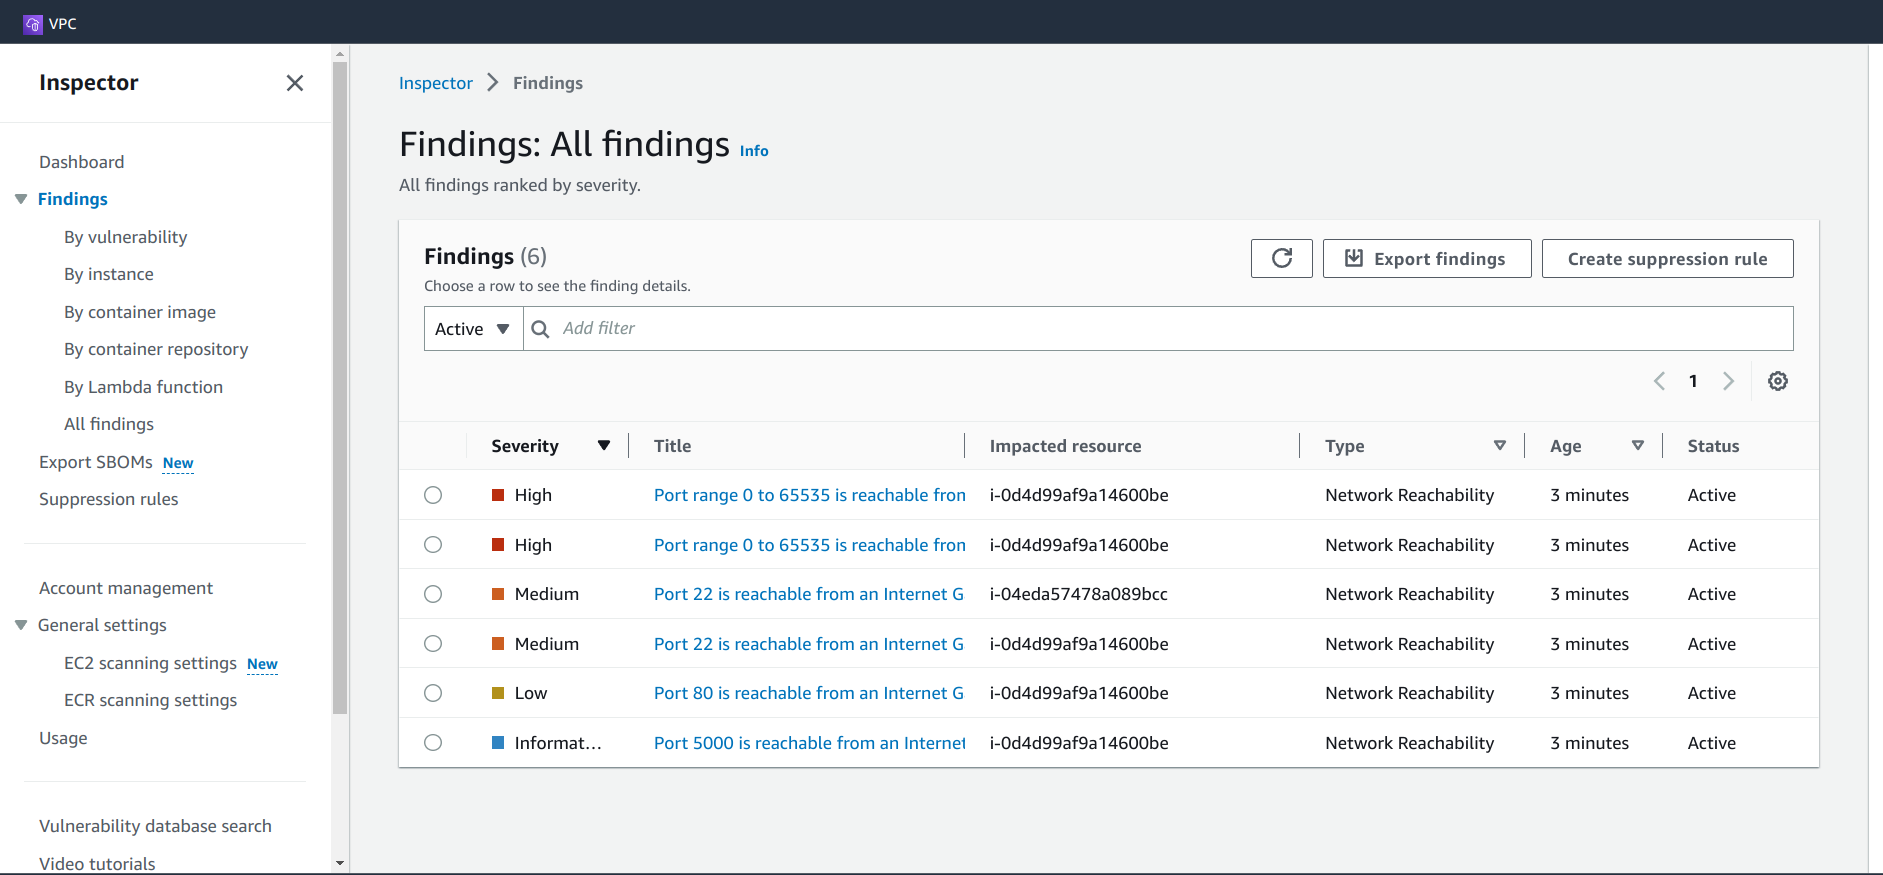 VPC
Inspector
Dashboard
Findings
By vulnerability
By instance
By container image
By container repository
By Lambda function
All findings
Export SBOMs New
Suppression rules
Account management
General settings
EC2 scanning settings New
ECR scanning settings
Usage
Vulnerability database search
Video tutorials
Inspector Findings
Findings: All findings Info
All findings ranked by severity.
Findings (6)
Choose a row to see the finding details.
Export findings
Create suppression rule
Active Add filter
1
Severity Title Impacted resource Type Age Status
High Port range 0 to 65535 is reachable fron i-0d4d99af9a14600be Network Reachability 3 minutes Active
High Port range 0 to 65535 is reachable fron i-0d4d99af9a14600be Network Reachability 3 minutes Active
Medium Port 22 is reachable from an Internet G i-04eda57478a089bcc Network Reachability 3 minutes Active
Medium Port 22 is reachable from an Internet G i-0d4d99af9a14600be Network Reachability 3 minutes Active
Low Port 80 is reachable from an Internet G i-0d4d99af9a14600be Network Reachability 3 minutes Active
Informat... Port 5000 is reachable from an Internet i-0d4d99af9a14600be Network Reachability 3 minutes Active